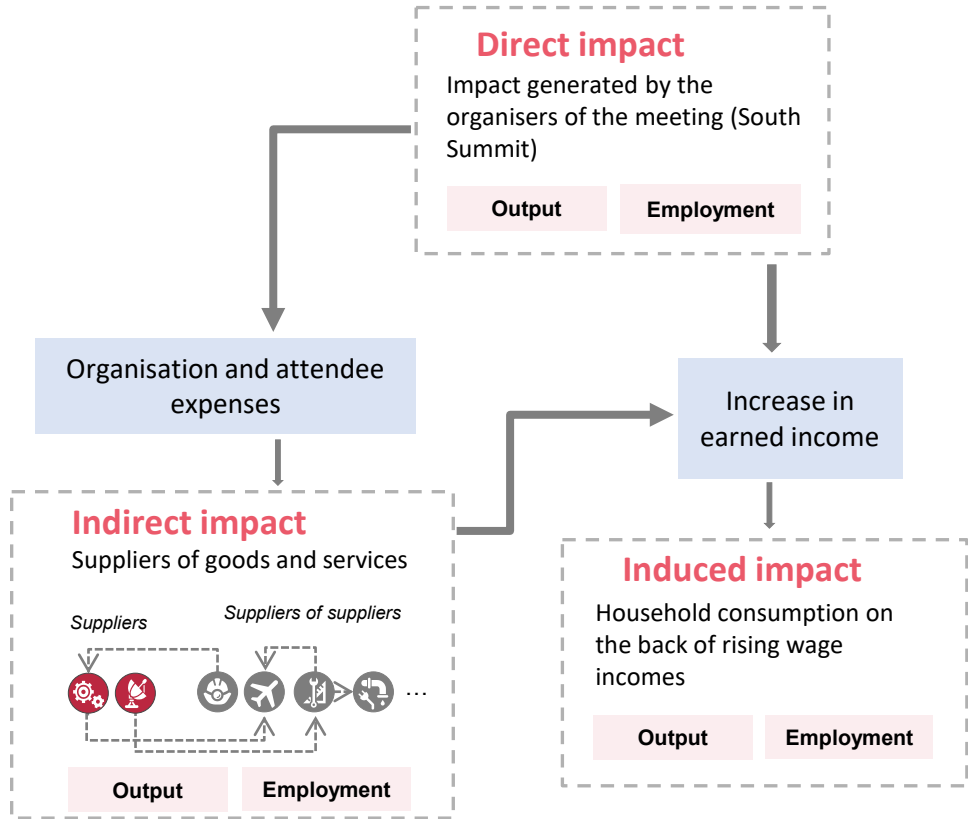 Direct impact
Impact generated by the
organisers of the meeting (South
Summit)
Output
Employment
Organisation and attendee
expenses
Increase in
earned income
Indirect impact
Suppliers of goods and services
Suppliers
Suppliers of suppliers
...
Output
Employment
Induced impact
Household consumption on
the back of rising wage
incomes
Output
Employment